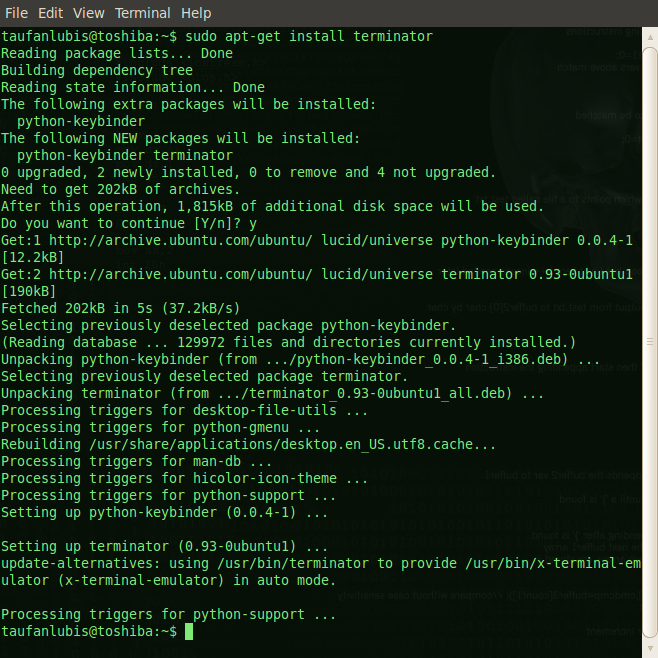 File Edit View Terminal Help
taufanlubis@toshiba:~$ sudo apt-get install terminator
Reading package lists... Done
Building dependency tree
Reading state information... Done
The following extra packages will be installed:
  python-keybinder
The following NEW packages will be installed:
  python-keybinder terminator
0 upgraded, 2 newly installed, 0 to remove and 4 not upgraded.
Need to get 202kB of archives.
After this operation, 1,815kB of additional disk space will be used.
Do you want to continue [Y/n]? y
Get:1 http://archive.ubuntu.com/ubuntu/ lucid/universe python-keybinder 0.0.4-1
[12.2kB]
Get:2 http://archive.ubuntu.com/ubuntu/ lucid/universe terminator 0.93-0ubuntu1
[190kB]
Fetched 202kB in 5s (37.2kB/s)
Selecting previously deselected package python-keybinder.
(Reading database ... 129972 files and directories currently installed.)
Unpacking python-keybinder (from .../python-keybinder_0.0.4-1_i386.deb) ...
Selecting previously deselected package terminator.
Unpacking terminator (from .../terminator_0.93-0ubuntu1_all.deb) ...
Processing triggers for desktop-file-utils ...
Processing triggers for python-gmenu ...
Rebuilding /usr/share/applications/desktop.en_US.utf8.cache...
Processing triggers for man-db ...
Processing triggers for hicolor-icon-theme ...
Processing triggers for python-support ...
Setting up python-keybinder (0.0.4-1) ...

Setting up terminator (0.93-0ubuntu1) ...
update-alternatives: using /usr/bin/terminator to provide /usr/bin/x-terminal-em
ulator (x-terminal-emulator) in auto mode.

Processing triggers for python-support ...
taufanlubis@toshiba:~$